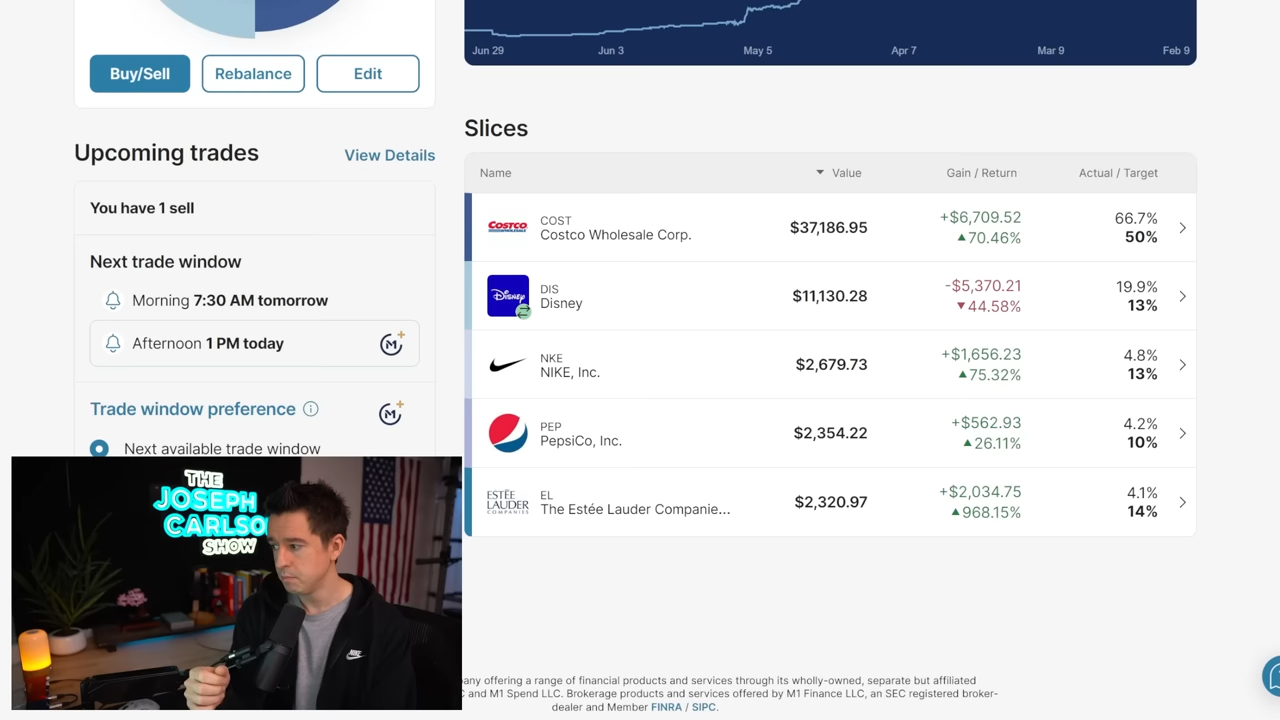 Buy/Sell
Rebalance
Edit
Jun 29
Jun 3
May 5
Apr 7
Mar 9
Feb 9
Upcoming trades
View Details
You have 1 sell
Next trade window
Morning 7:30 AM tomorrow
Afternoon 1 PM today
M+
Trade window preference
M+
Next available trade window
Slices
Name
Value
Gain / Return
Actual / Target
COSTCO
WHOLESALE
COST
Costco Wholesale Corp.
$37,186.95
+$6,709.52
70.46%
66.7%
50%
Disney
DIS
Disney
$11,130.28
-$5,370.21
44.58%
19.9%
13%
NKE
NIKE, Inc.
$2,679.73
+$1,656.23
75.32%
4.8%
13%
PEP
PepsiCo, Inc.
$2,354.22
+$562.93
26.11%
4.2%
10%
ESTĒE
LAUDER
COMPANIES
EL
The Estée Lauder Companie...
$2,320.97
+$2,034.75
968.15%
4.1%
14%
THE
JOSEPH
CARLSO
SHOW
any offering a range of financial products and services through its wholly-owned, separate but affiliated
and M1 Spend LLC. Brokerage products and services offered by M1 Finance LLC, an SEC registered broker-
dealer and Member FINRA / SIPC.